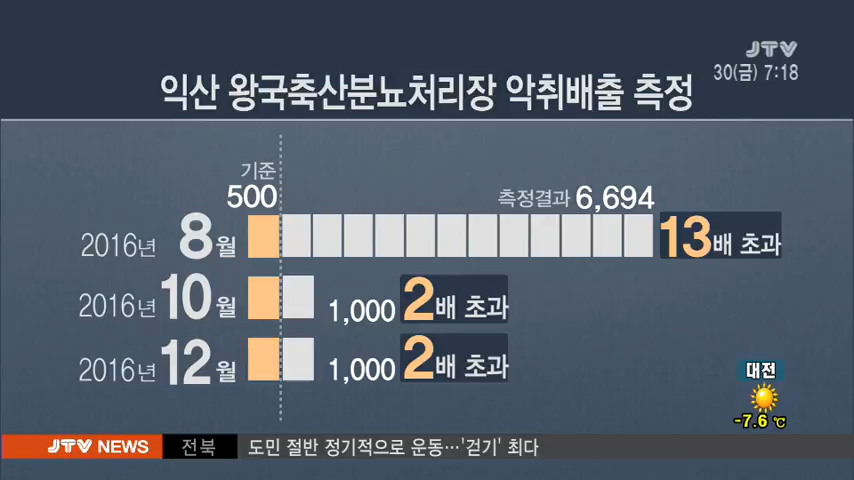 JTV
30(금) 7:18
익산 왕국축산분뇨처리장 악취배출 측정
기준
500
측정결과 6,694
2016년 8월 13배 초과
2016년 10월 1,000 2배 초과
2016년 12월 1,000 2배 초과
대전
-7.6 ℃
JTV NEWS 전북 도민 절반 정기적으로 운동…'걷기' 최다